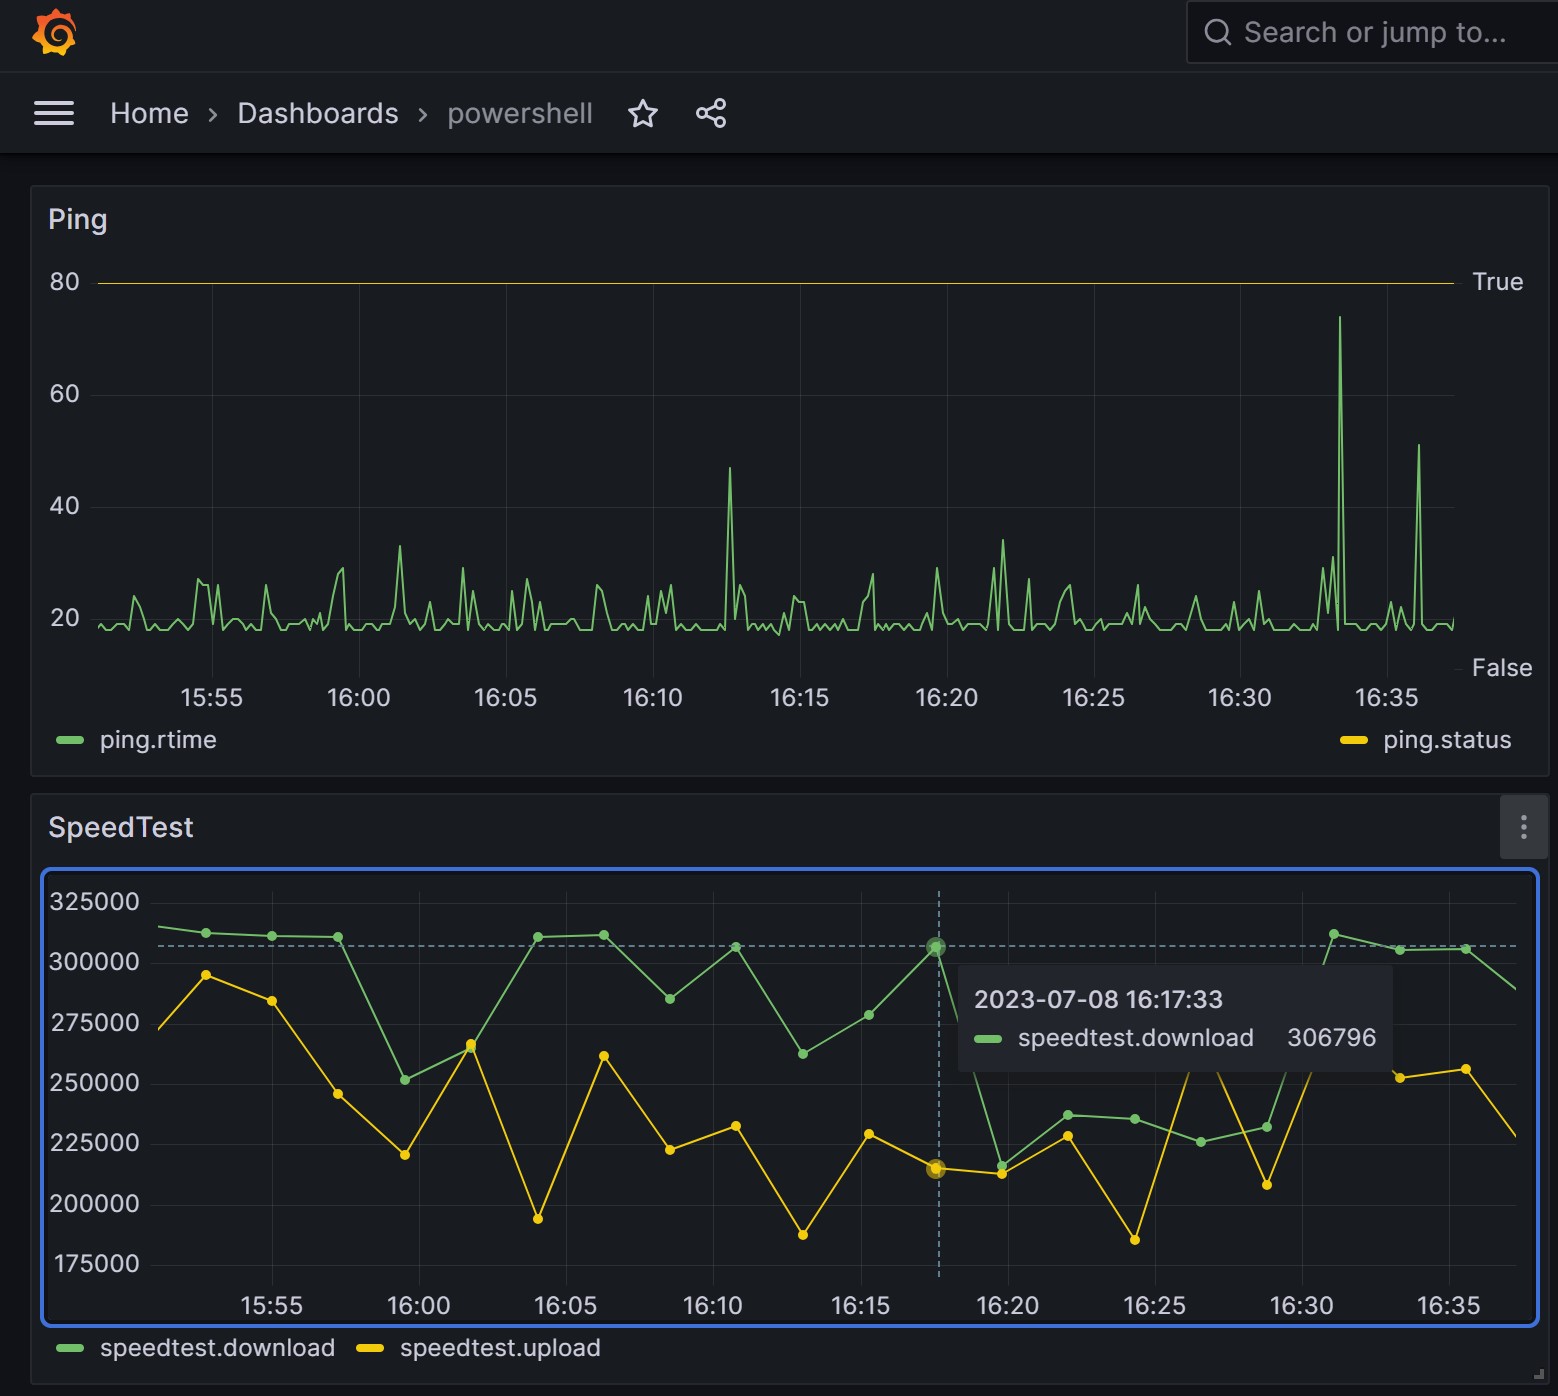 Search or jump to...
Home › Dashboards › powershell
Ping
80
True
60
40
20
False
15:55 16:00 16:05 16:10 16:15 16:20 16:25 16:30 16:35
ping.rtime
ping.status
SpeedTest
325000
300000
275000
250000
225000
200000
175000
2023-07-08 16:17:33
speedtest.download 306796
15:55 16:00 16:05 16:10 16:15 16:20 16:25 16:30 16:35
speedtest.download speedtest.upload